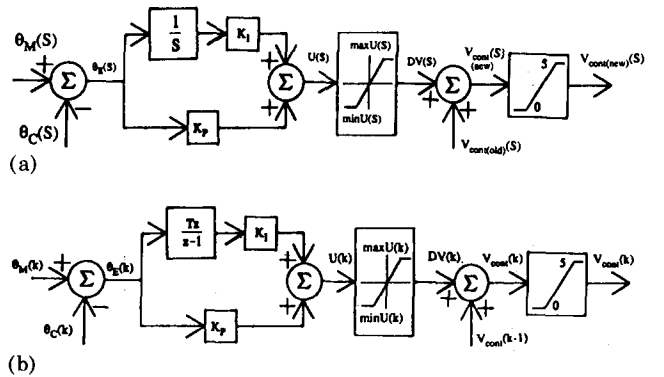 θM(S)
+
Σ
−
θC(S)
θE(S)
1
S
KI
KP
+
Σ
+
U(S)
maxU(S)
minU(S)
DV(S)
+
Σ
+
Vcont(S)
(new)
Vcont(old)(S)
5
0
Vcont(new)(S)
(a)
θM(k)
+
Σ
−
θC(k)
θE(k)
Tz
z-1
KI
KP
+
Σ
+
U(k)
maxU(k)
minU(k)
DV(k)
+
Σ
+
Vcont(k)
Vcont(k-1)
5
0
Vcont(k)
(b)